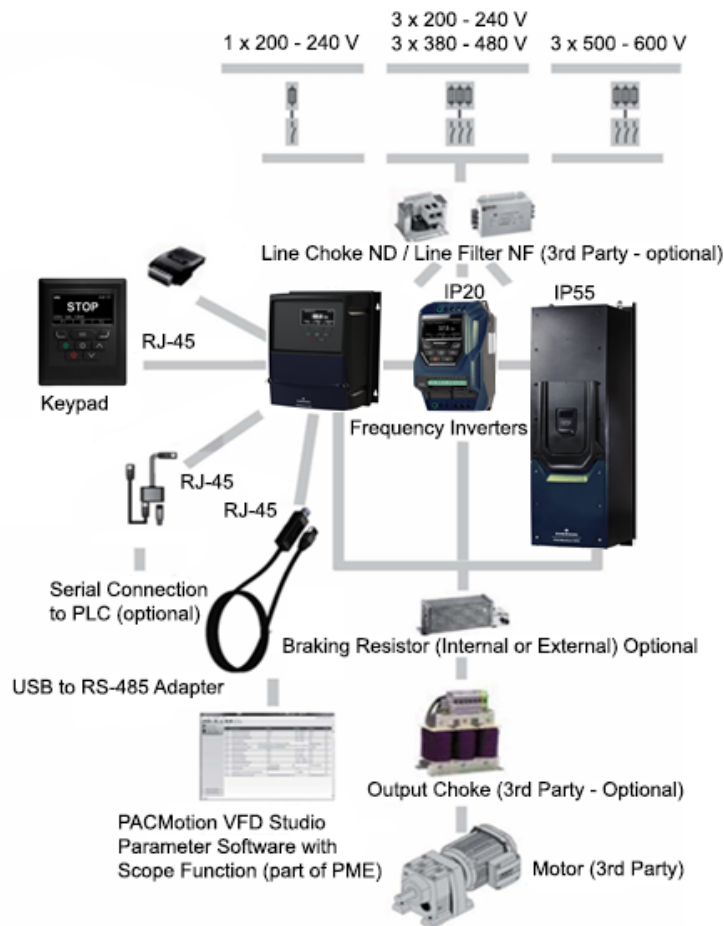 1 x 200 - 240 V
3 x 200 - 240 V
3 x 380 - 480 V
3 x 500 - 600 V
Line Choke ND / Line Filter NF (3rd Party - optional)
IP20
IP55
STOP
RJ-45
Keypad
Frequency Inverters
RJ-45
RJ-45
Serial Connection
to PLC (optional)
Braking Resistor (Internal or External) Optional
USB to RS-485 Adapter
Output Choke (3rd Party - Optional)
PACMotion VFD Studio
Parameter Software with
Scope Function (part of PME)
Motor (3rd Party)